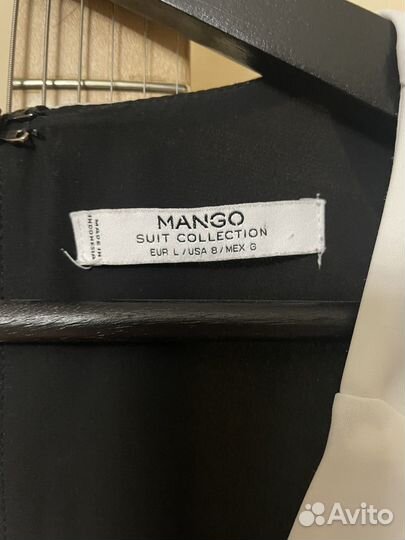 MANGO
SUIT COLLECTION
EUR L / USA 8 / MEX G
MADE IN
INDONESIA
Avito